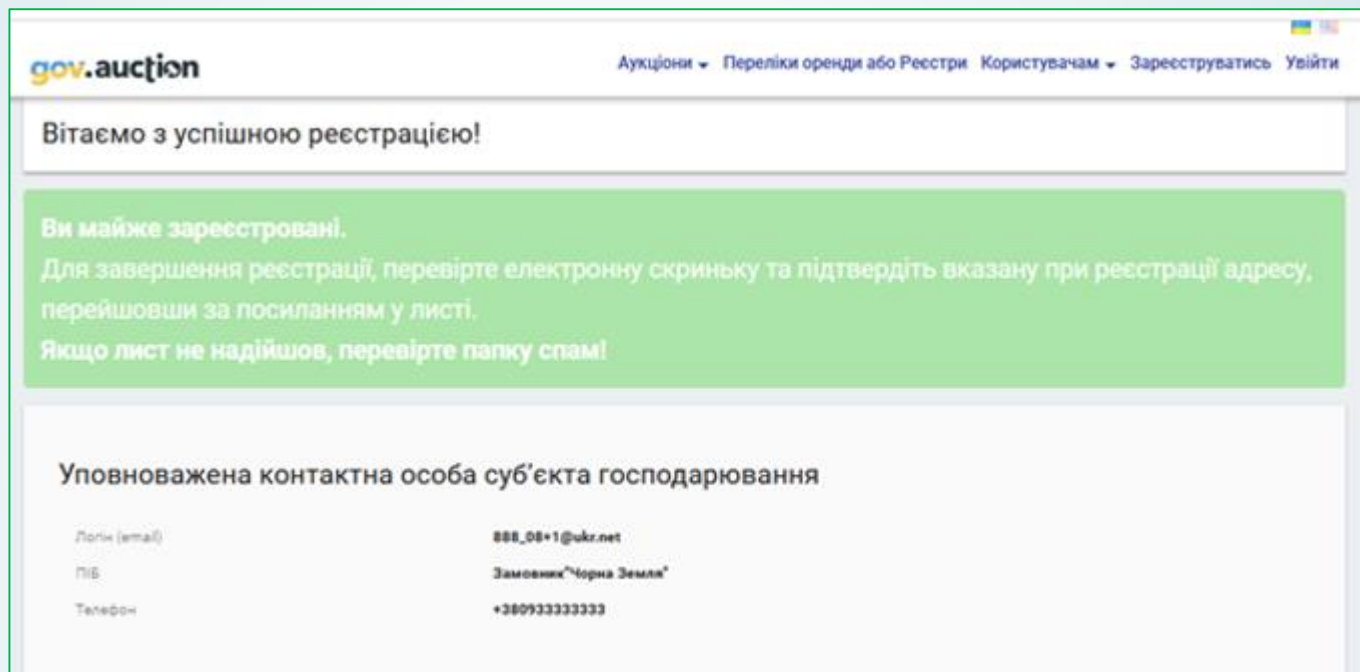 gov.auction
Аукціони Переліки оренди або Реєстри Користувачам Зареєструватись Увійти
Вітаємо з успішною реєстрацією!
Ви майже зареєстровані.
Для завершення реєстрації, перевірте електронну скриньку та підтвердіть вказану при реєстрації адресу,
перейшовши за посиланням у листі.
Якщо лист не надійшов, перевірте папку спам!
Уповноважена контактна особа суб'єкта господарювання
Логін (email) 888_08+1@ukr.net
ПІБ Замовник"Чорна Земля"
Телефон +380933333333